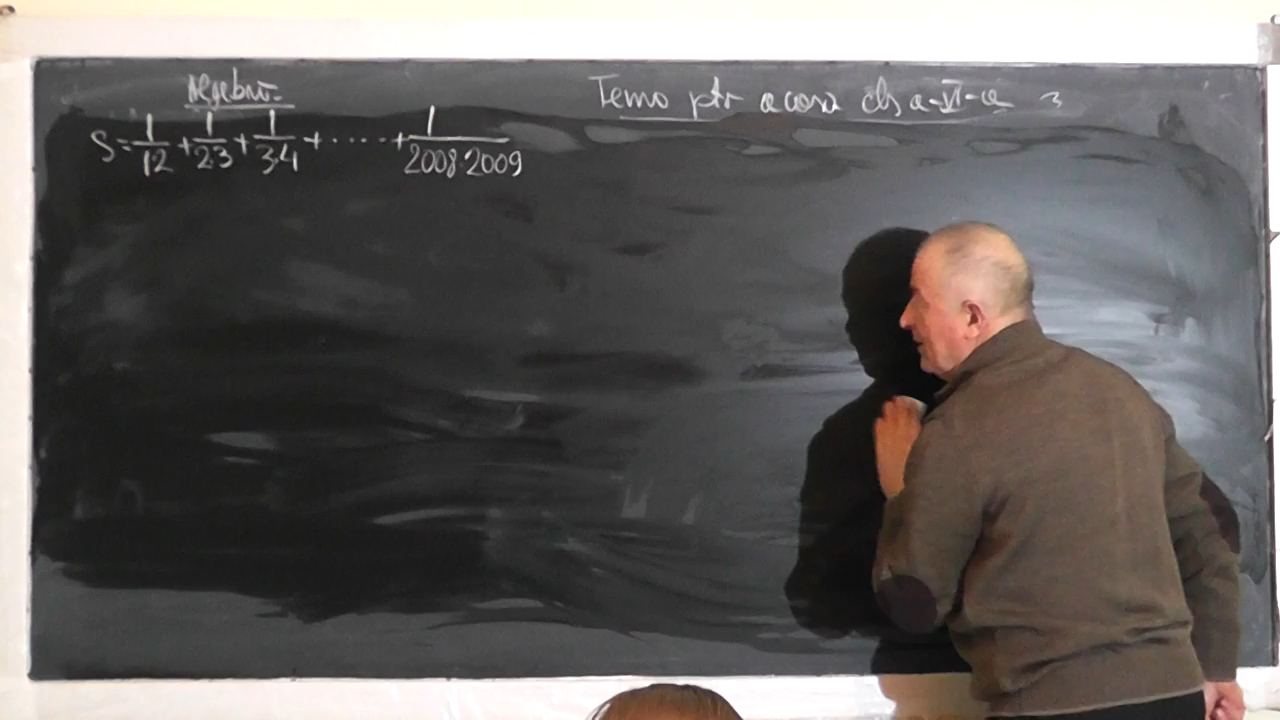 Algebră
Temă ptr acasă cls a-VI-a
S=1/1·2+1/2·3+1/3·4+.....+1/2008·2009